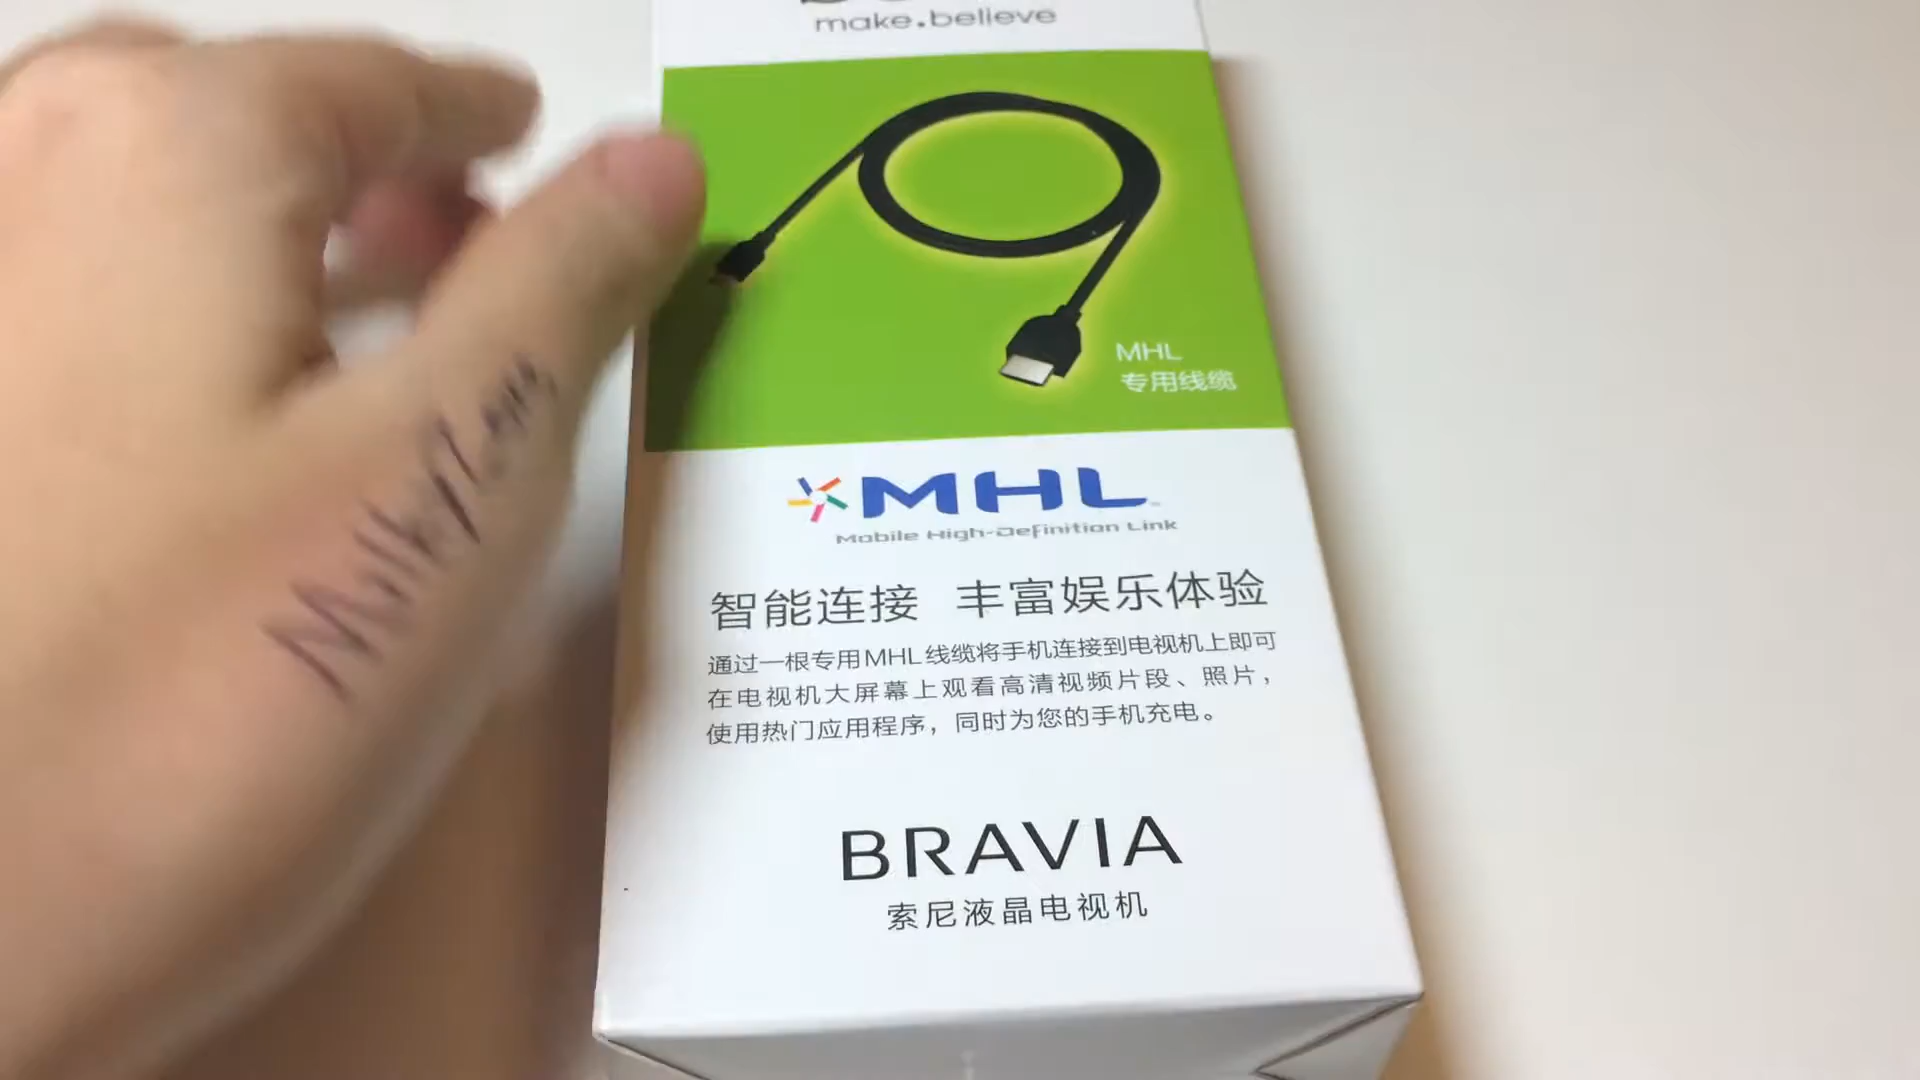 make.believe
MHL
专用线缆
MHL
Mobile High-Definition Link
智能连接 丰富娱乐体验
通过一根专用MHL线缆将手机连接到电视机上即可
在电视机大屏幕上观看高清视频片段、照片，
使用热门应用程序，同时为您的手机充电。
BRAVIA
索尼液晶电视机